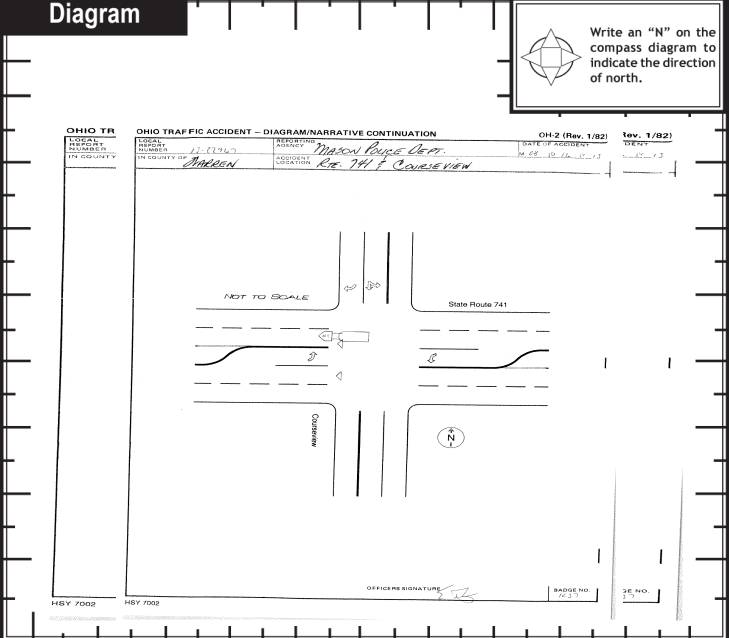 Diagram
Write an “N” on the
compass diagram to
indicate the direction
of north.
OHIO TR
OHIO TRAFFIC ACCIDENT – DIAGRAM/NARRATIVE CONTINUATION
OH-2 (Rev. 1/82)
Rev. 1/82)
LOCAL
REPORT
NUMBER
LOCAL
REPORT
NUMBER
REPORTING
AGENCY MASON POLICE DEPT.
DATE OF ACCIDENT
DENT
IN COUNTY
IN COUNTY OF WARREN
ACCIDENT
LOCATION RTE. 741 & COURSEVIEW
NOT TO SCALE
State Route 741
Courseview
N
OFFICERS SIGNATURE
BADGE NO.
GE NO.
HSY 7002
HSY 7002